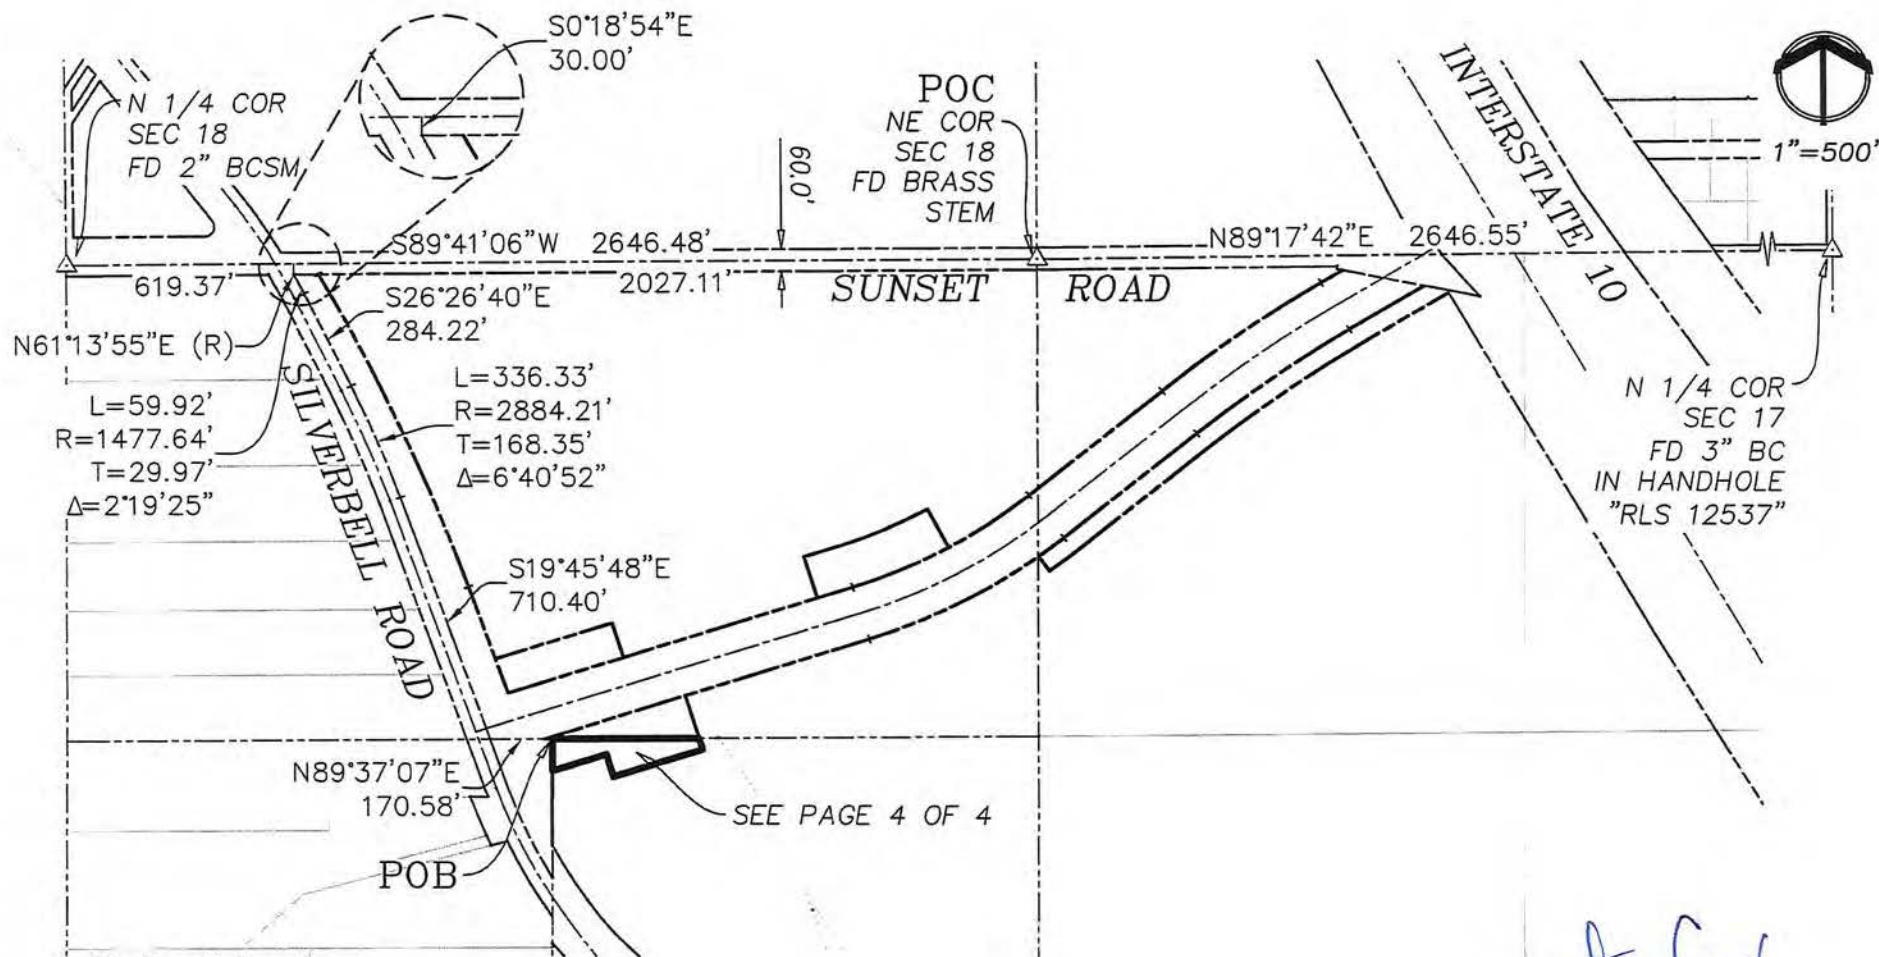 S0°18'54"E
30.00'
N 1/4 COR
SEC 18
FD 2" BCSM
POC
NE COR
SEC 18
FD BRASS
STEM
60.0'
INTERSTATE 10
1"=500'
S89°41'06"W 2646.48'
N89°17'42"E 2646.55'
619.37'
2027.11'
SUNSET ROAD
S26°26'40"E
284.22'
N61°13'55"E (R)
L=336.33'
R=2884.21'
T=168.35'
Δ=6°40'52"
L=59.92'
R=1477.64'
T=29.97'
Δ=2°19'25"
SILVERBELL ROAD
N 1/4 COR
SEC 17
FD 3" BC
IN HANDHOLE
"RLS 12537"
S19°45'48"E
710.40'
N89°37'07"E
170.58'
SEE PAGE 4 OF 4
POB